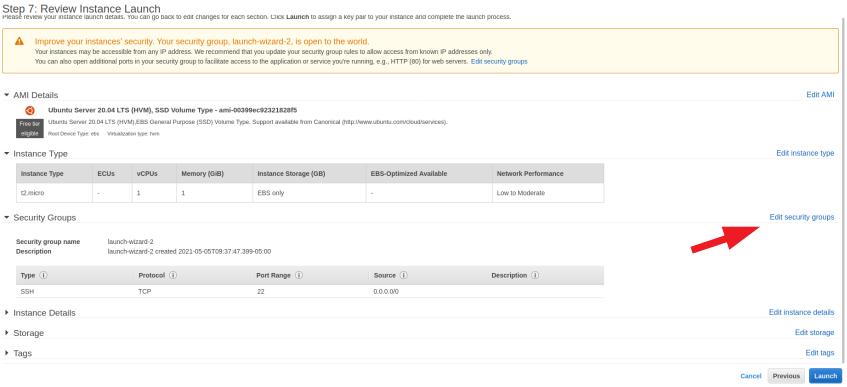 Step 7: Review Instance Launch
Please review your instance launch details. You can go back to edit changes for each section. Click Launch to assign a key pair to your instance and complete the launch process.
Improve your instances' security. Your security group, launch-wizard-2, is open to the world.
Your instances may be accessible from any IP address. We recommend that you update your security group rules to allow access from known IP addresses only.
You can also open additional ports in your security group to facilitate access to the application or service you're running, e.g., HTTP (80) for web servers. Edit security groups
AMI Details Edit AMI
Ubuntu Server 20.04 LTS (HVM), SSD Volume Type - ami-00399ec92321828f5
Free tier eligible
Ubuntu Server 20.04 LTS (HVM),EBS General Purpose (SSD) Volume Type. Support available from Canonical (http://www.ubuntu.com/cloud/services).
Root Device Type: ebs Virtualization type: hvm
Instance Type Edit instance type
Instance Type ECUs vCPUs Memory (GiB) Instance Storage (GB) EBS-Optimized Available Network Performance
t2.micro - 1 1 EBS only - Low to Moderate
Security Groups Edit security groups
Security group name launch-wizard-2
Description launch-wizard-2 created 2021-05-05T09:37:47.399-05:00
Type Protocol Port Range Source Description
SSH TCP 22 0.0.0.0/0
Instance Details Edit instance details
Storage Edit storage
Tags Edit tags
Cancel Previous Launch